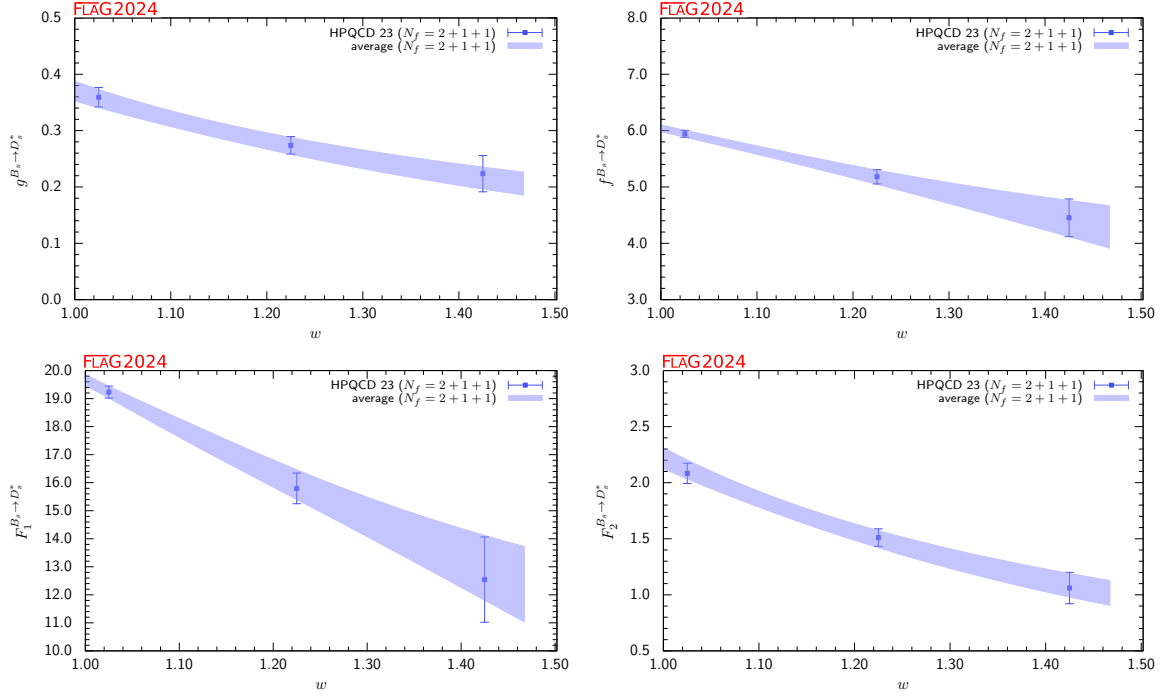 FLAG2024
HPQCD 23 (N_f = 2 + 1 + 1)
average (N_f = 2 + 1 + 1)
g^{B_s→D_s^*}
0.5
0.4
0.3
0.2
0.1
0.0
1.00 1.10 1.20 1.30 1.40 1.50
w
FLAG2024
HPQCD 23 (N_f = 2 + 1 + 1)
average (N_f = 2 + 1 + 1)
f^{B_s→D_s^*}
8.0
7.0
6.0
5.0
4.0
3.0
1.00 1.10 1.20 1.30 1.40 1.50
w
FLAG2024
HPQCD 23 (N_f = 2 + 1 + 1)
average (N_f = 2 + 1 + 1)
F_1^{B_s→D_s^*}
20.0
19.0
18.0
17.0
16.0
15.0
14.0
13.0
12.0
11.0
10.0
1.00 1.10 1.20 1.30 1.40 1.50
w
FLAG2024
HPQCD 23 (N_f = 2 + 1 + 1)
average (N_f = 2 + 1 + 1)
F_2^{B_s→D_s^*}
3.0
2.5
2.0
1.5
1.0
0.5
1.00 1.10 1.20 1.30 1.40 1.50
w